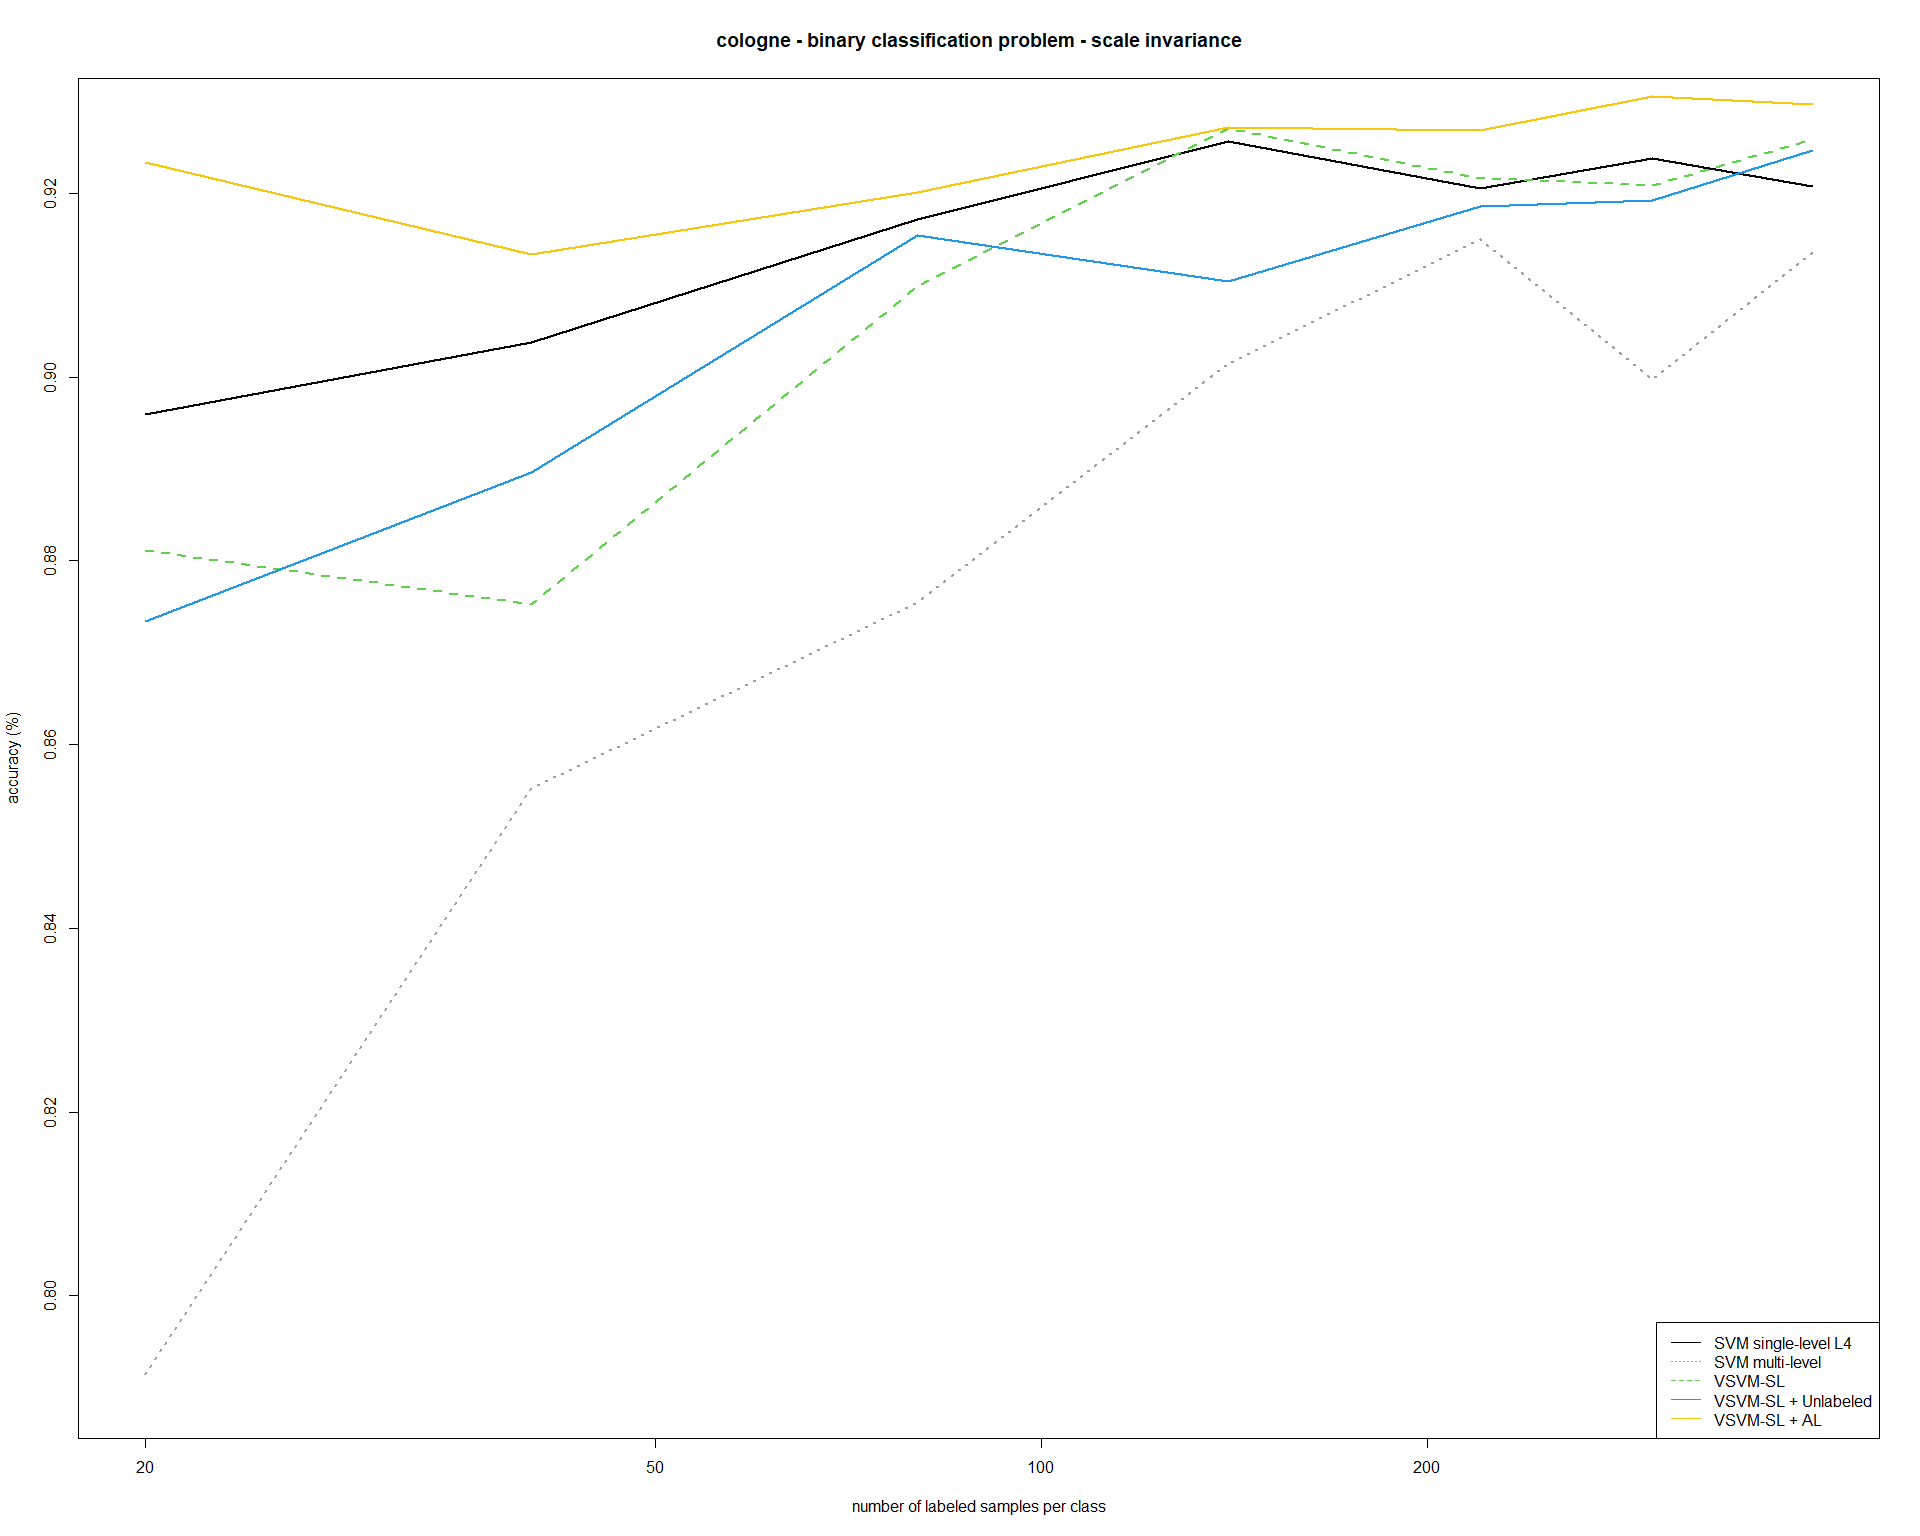 cologne - binary classification problem - scale invariance
accuracy (%)
0.92
0.90
0.88
0.86
0.84
0.82
0.80
20
50
100
200
number of labeled samples per class
SVM single-level L4
SVM multi-level
VSVM-SL
VSVM-SL + Unlabeled
VSVM-SL + AL